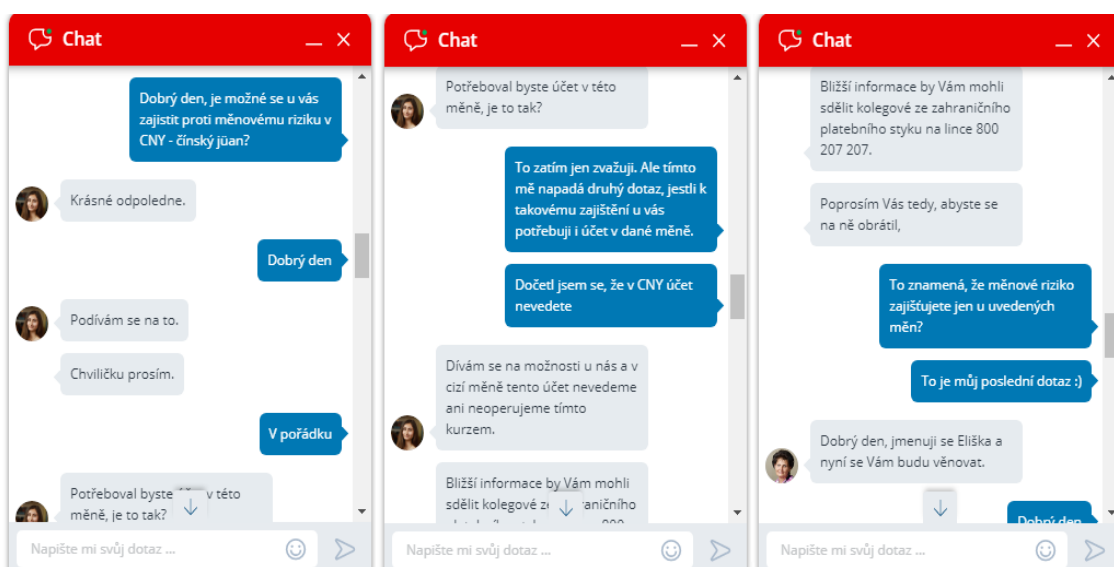 Chat
Dobrý den, je možné se u vás
zajistit proti měnovému riziku v
CNY - čínský jüan?
Krásné odpoledne.
Dobrý den
Podívám se na to.
Chviličku prosím.
V pořádku
Potřeboval byste v této
měně, je to tak?
Napište mi svůj dotaz ...
Chat
Potřeboval byste účet v této
měně, je to tak?
To zatím jen zvažuji. Ale tímto
mě napadá druhý dotaz, jestli k
takovému zajištění u vás
potřebuji i účet v dané měně.
Dočetl jsem se, že v CNY účet
nevedete
Dívám se na možnosti u nás a v
cizí měně tento účet nevedeme
ani neoperujeme tímto
kurzem.
Bližší informace by Vám mohli
sdělit kolegové
Napište mi svůj dotaz ...
Chat
Bližší informace by Vám mohli
sdělit kolegové ze zahraničního
platebního styku na lince 800
207 207.
Poprosím Vás tedy, abyste se
na ně obrátil,
To znamená, že měnové riziko
zajišťujete jen u uvedených
měn?
To je můj poslední dotaz :)
Dobrý den, jmenuji se Eliška a
nyní se Vám budu věnovat.
Dobrý den
Napište mi svůj dotaz ...